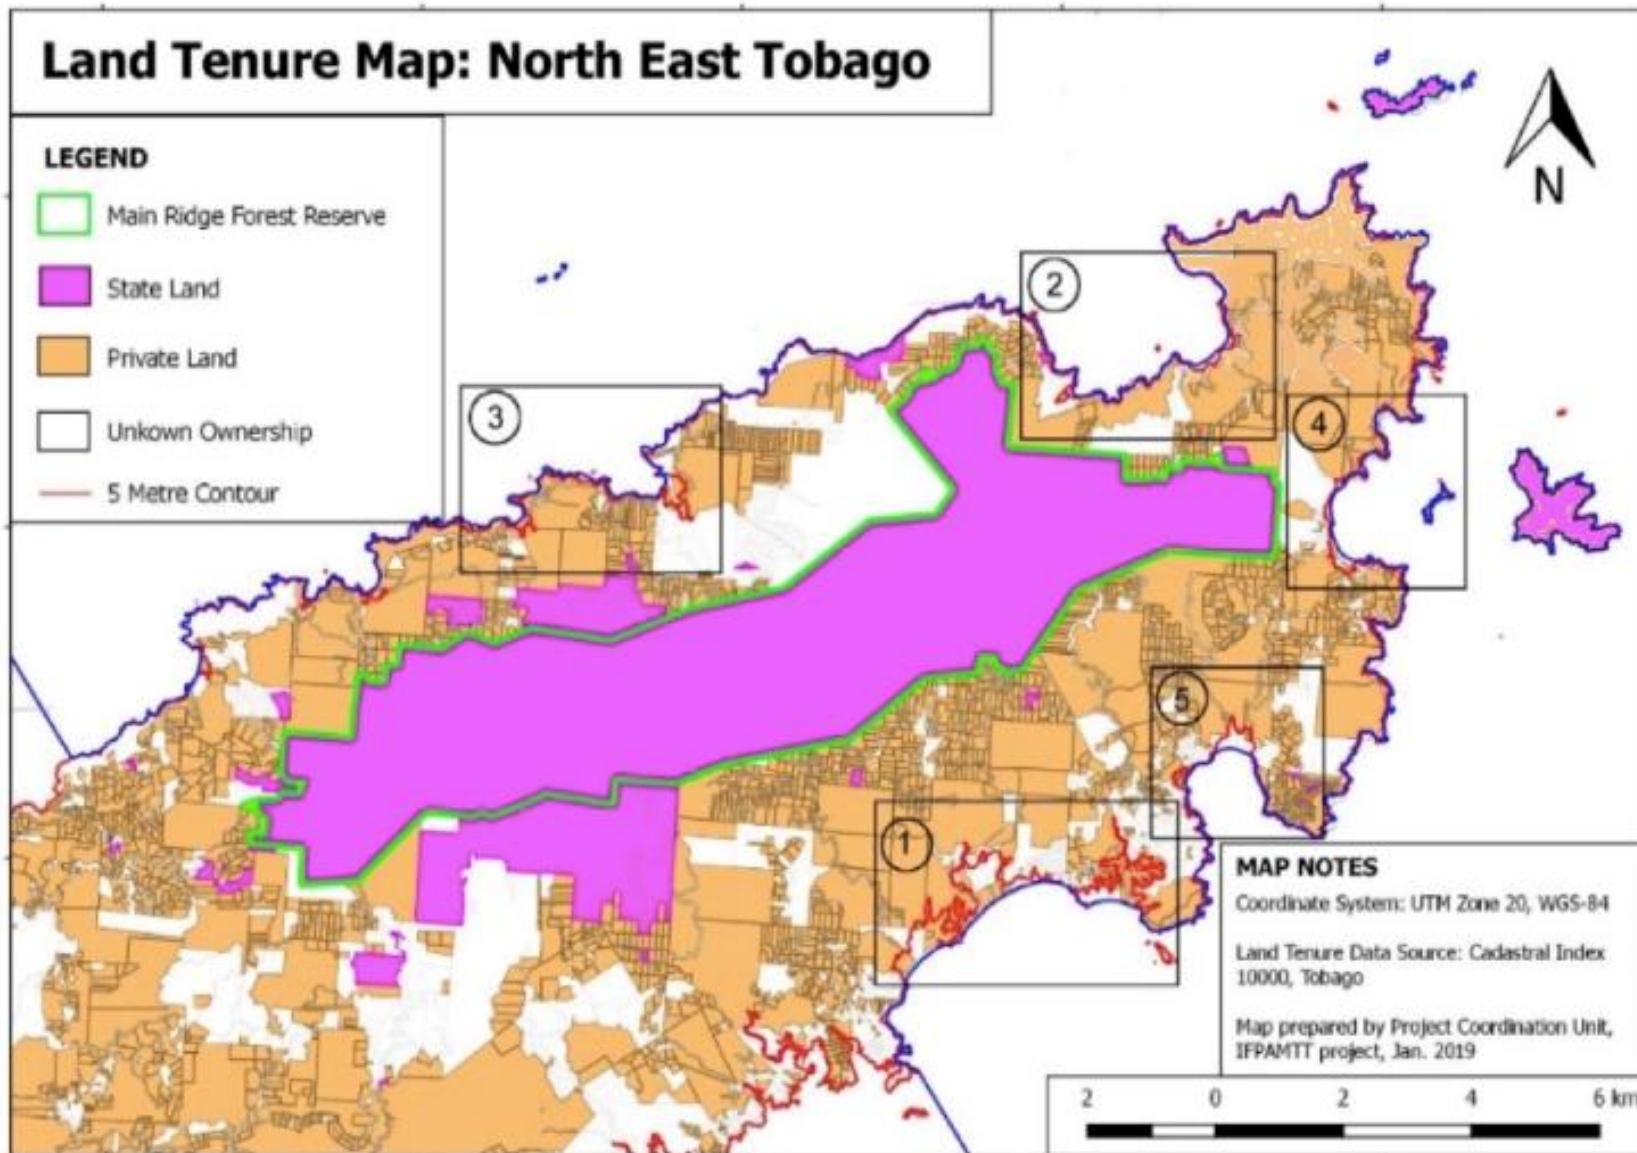 Land Tenure Map: North East Tobago
LEGEND
Main Ridge Forest Reserve
State Land
Private Land
Unkown Ownership
5 Metre Contour
N
2
3
4
5
1
MAP NOTES
Coordinate System: UTM Zone 20, WGS-84
Land Tenure Data Source: Cadastral Index
10000, Tobago
Map prepared by Project Coordination Unit,
IFPAMTT project, Jan. 2019
2 0 2 4 6 km